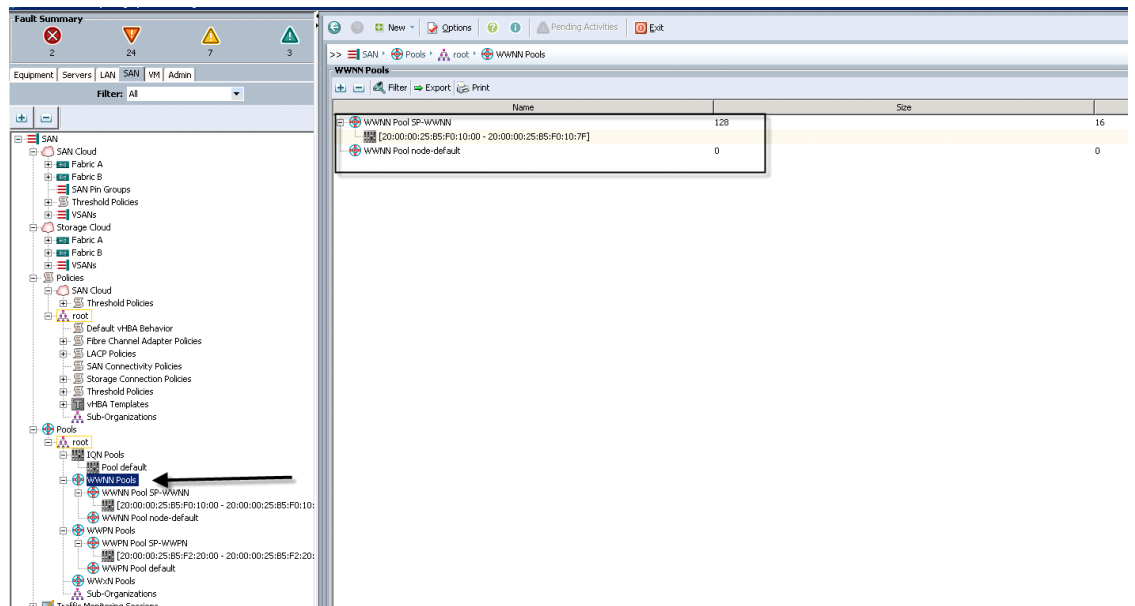 Fault Summary
2
24
7
3
Equipment Servers LAN SAN VM Admin
Filter: All
SAN
SAN Cloud
Fabric A
Fabric B
SAN Pin Groups
Threshold Policies
VSANs
Storage Cloud
Fabric A
Fabric B
VSANs
Policies
SAN Cloud
Threshold Policies
root
Default vHBA Behavior
Fibre Channel Adapter Policies
LACP Policies
SAN Connectivity Policies
Storage Connection Policies
Threshold Policies
vHBA Templates
Sub-Organizations
Pools
root
IQN Pools
Pool default
WWNN Pools
WWNN Pool SP-WWNN
[20:00:00:25:B5:F0:10:00 - 20:00:00:25:B5:F0:10:
WWNN Pool node-default
WWPN Pools
WWPN Pool SP-WWPN
[20:00:00:25:B5:F2:20:00 - 20:00:00:25:B5:F2:20:
WWPN Pool default
WWxN Pools
Sub-Organizations
Traffic Monitoring Sessions
New Options Pending Activities Exit
>> SAN Pools root WWNN Pools
WWNN Pools
Filter Export Print
Name Size
WWNN Pool SP-WWNN 128 16
[20:00:00:25:B5:F0:10:00 - 20:00:00:25:B5:F0:10:7F]
WWNN Pool node-default 0 0